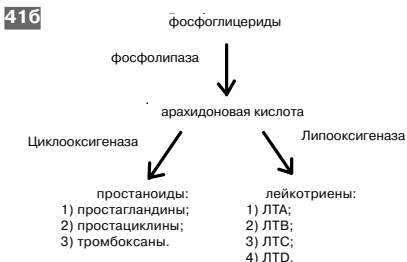 41б
фосфоглицериды
фосфолипаза
арахидоновая кислота
Циклооксигеназа
Липооксигеназа
простаноиды:
1) простагландины;
2) простациклины;
3) тромбоксаны.
лейкотриены:
1) ЛТА;
2) ЛТВ;
3) ЛТС;
4) ЛТD.